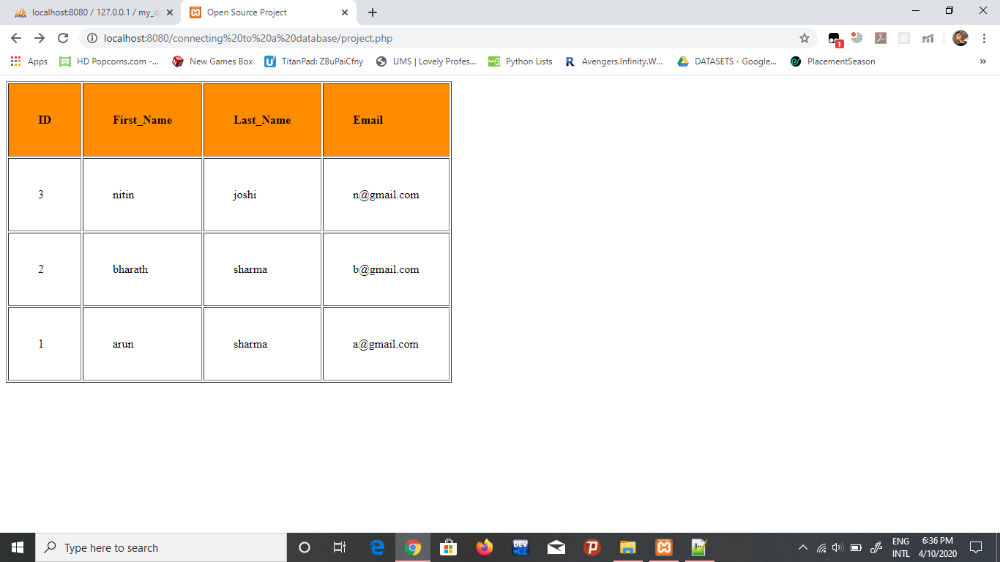 localhost:8080 / 127.0.0.1 / my_d
Open Source Project
localhost:8080/connecting%20to%20a%20database/project.php
1
Apps HD Popcorns.com -... New Games Box TitanPad: ZBuPaiCfny UMS | Lovely Profes... Python Lists Avengers.Infinity.W... DATASETS - Google... PlacementSeason »
ID First_Name Last_Name Email
3 nitin joshi n@gmail.com
2 bharath sharma b@gmail.com
1 arun sharma a@gmail.com
Type here to search
DEV
ENG 6:36 PM
INTL 4/10/2020